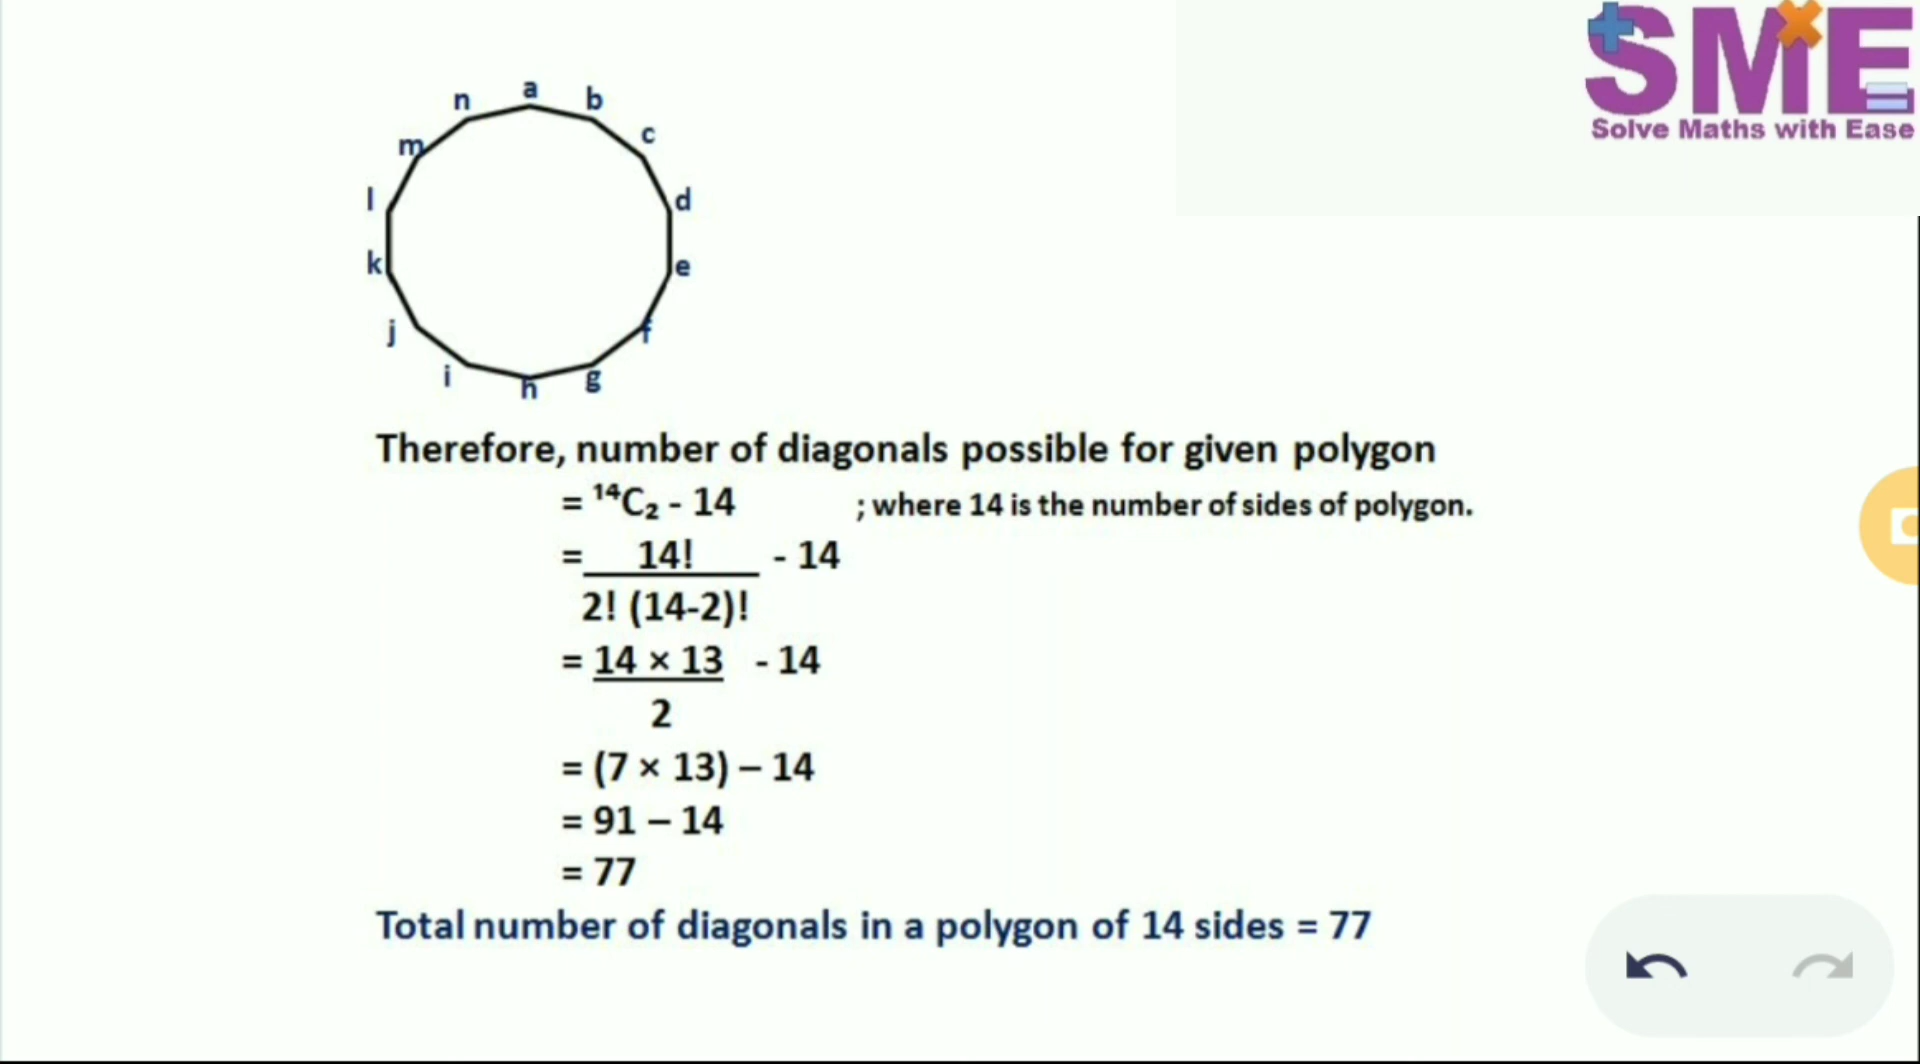 SME
Solve Maths with Ease
a
n
b
c
m
l
d
k
e
j
f
i
h
g
Therefore, number of diagonals possible for given polygon
= ¹⁴C₂ - 14 ; where 14 is the number of sides of polygon.
= 14! - 14
2! (14-2)!
= 14 × 13 - 14
2
= (7 × 13) – 14
= 91 – 14
= 77
Total number of diagonals in a polygon of 14 sides = 77